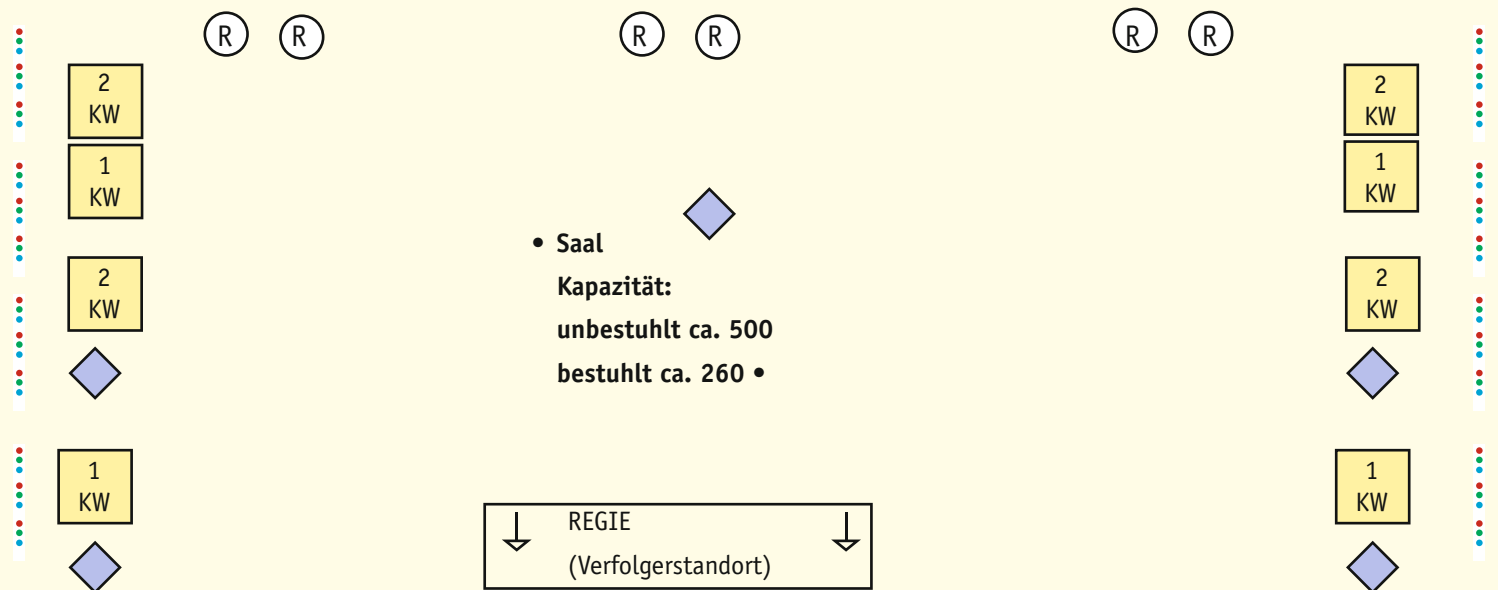 R R R R R R
2
KW
2
KW
1
KW
1
KW
• Saal
Kapazität:
unbestuhlt ca. 500
bestuhlt ca. 260 •
2
KW
2
KW
1
KW
1
KW
REGIE
(Verfolgerstandort)